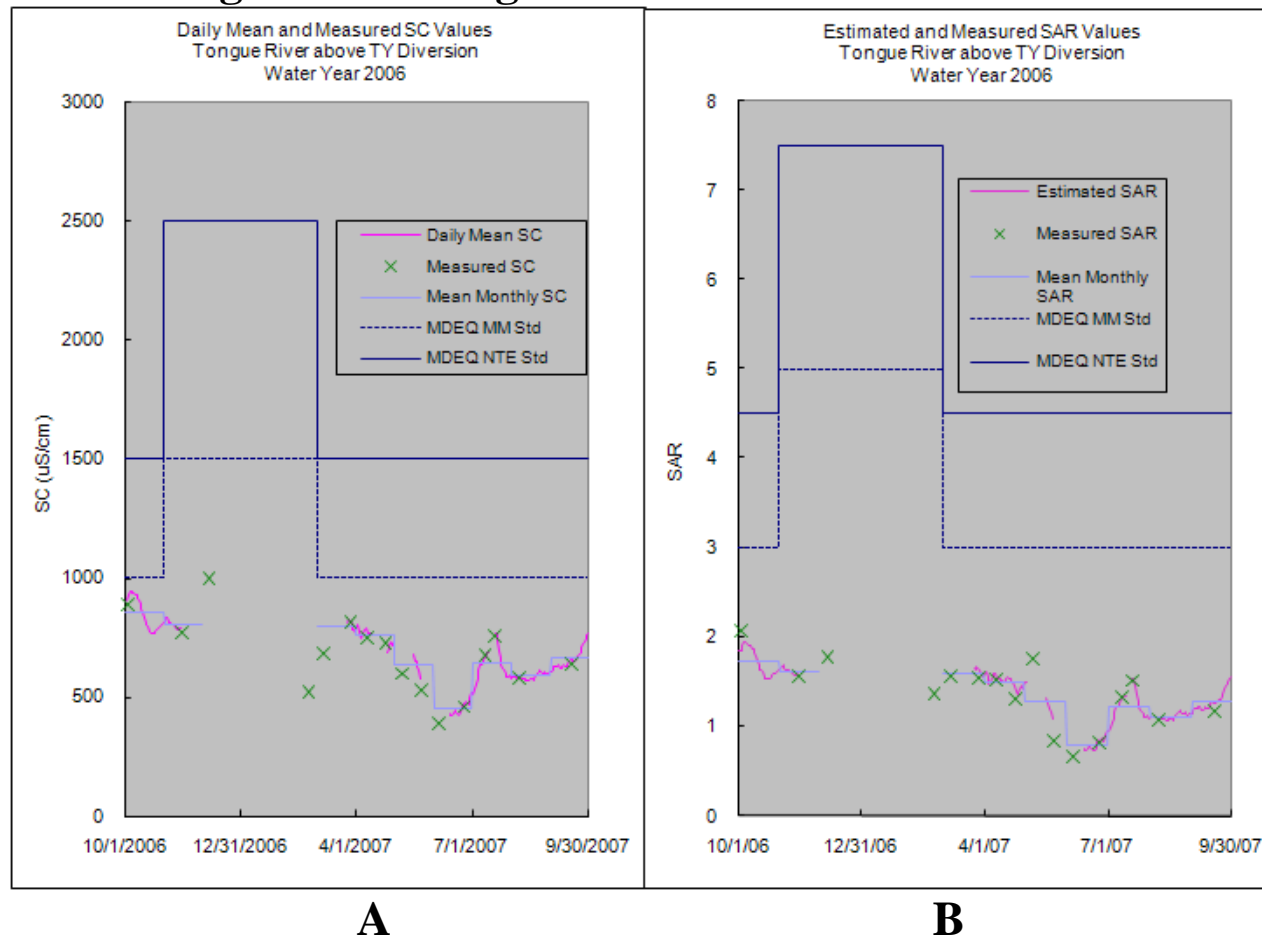 Daily Mean and Measured SC Values
Tongue River above TY Diversion
Water Year 2006
3000
2500
2000
1500
1000
500
0
SC (uS/cm)
Daily Mean SC
Measured SC
Mean Monthly SC
MDEQ MM Std
MDEQ NTE Std
10/1/2006 12/31/2006 4/1/2007 7/1/2007 9/30/2007
A
Estimated and Measured SAR Values
Tongue River above TY Diversion
Water Year 2006
8
7
6
5
4
3
2
1
0
SAR
Estimated SAR
Measured SAR
Mean Monthly
SAR
MDEQ MM Std
MDEQ NTE Std
10/1/06 12/31/06 4/1/07 7/1/07 9/30/07
B